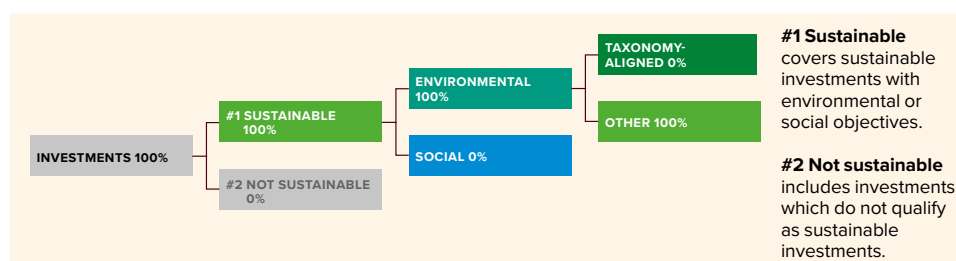 INVESTMENTS 100%
#1 SUSTAINABLE
100%
#2 NOT SUSTAINABLE
0%
ENVIRONMENTAL
100%
SOCIAL 0%
TAXONOMY-
ALIGNED 0%
OTHER 100%
#1 Sustainable
covers sustainable
investments with
environmental or
social objectives.
#2 Not sustainable
includes investments
which do not qualify
as sustainable
investments.